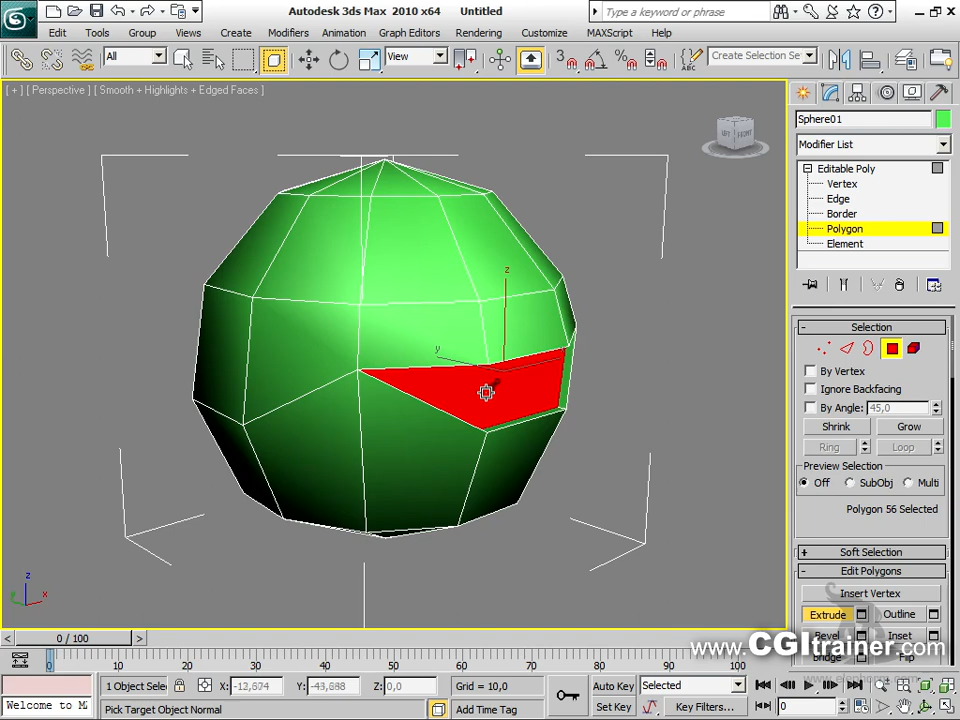 Autodesk 3ds Max 2010 x64 Untitled
Type a keyword or phrase
Edit Tools Group Views Create Modifiers Animation Graph Editors Rendering Customize MAXScript Help
All View 3 Create Selection Se
[ + ] [ Perspective ] [ Smooth + Highlights + Edged Faces ]
Sphere01
Modifier List
Editable Poly
Vertex
Edge
Border
Polygon
Element
Selection
By Vertex
Ignore Backfacing
By Angle: 45,0
Shrink Grow
Ring Loop
Preview Selection
Off SubObj Multi
Polygon 56 Selected
Soft Selection
Edit Polygons
Insert Vertex
Extrude Outline
Bevel Inset
Bridge Flip
z
y
z
x
y
www.CGItrainer.com
0 / 100
0 10 20 30 40 50 60 70 80 90 100
1 Object Selec X: -12,674 Y: -43,888 Z: 0,0 Grid = 10,0 Auto Key Selected
Welcome to M Pick Target Object Normal Add Time Tag Set Key Key Filters... 0